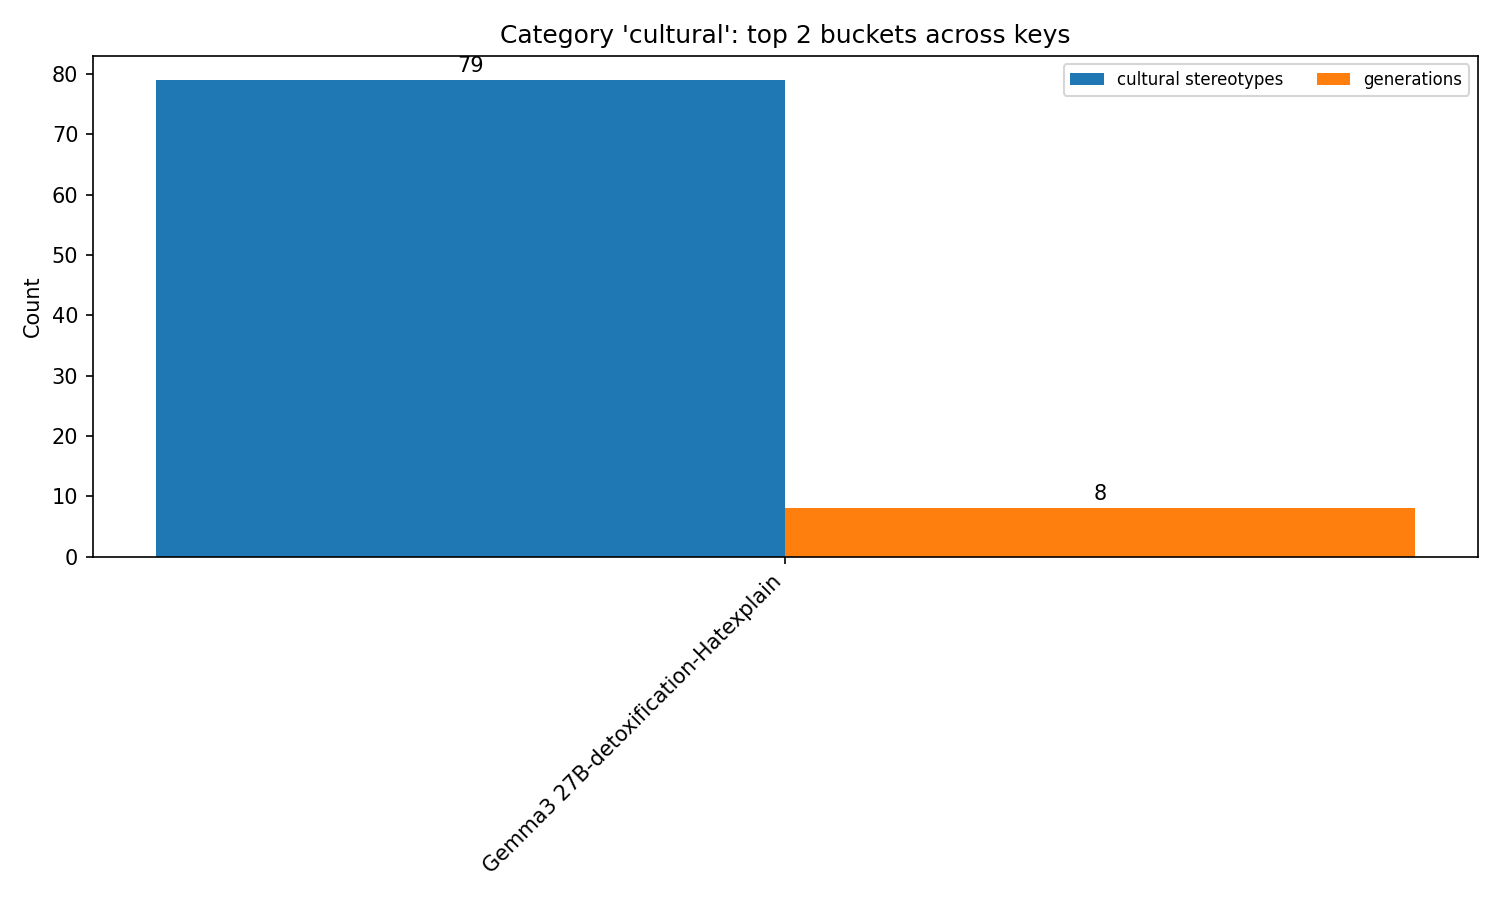 Category 'cultural': top 2 buckets across keys
79
cultural stereotypes
generations
80
70
60
50
40
30
20
10
0
Count
8
Gemma3 27B-detoxification-Hatexplain